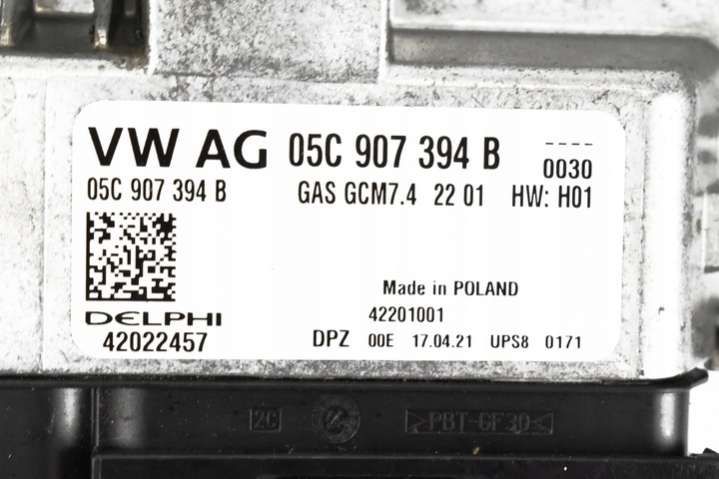 VW AG 05C 907 394 B ----
0030
05C 907 394 B GAS GCM7.4 22 01 HW: H01
Made in POLAND
DELPHI 42201001
42022457 DPZ 00E 17.04.21 UPS8 0171
2C >PBT-GF30<